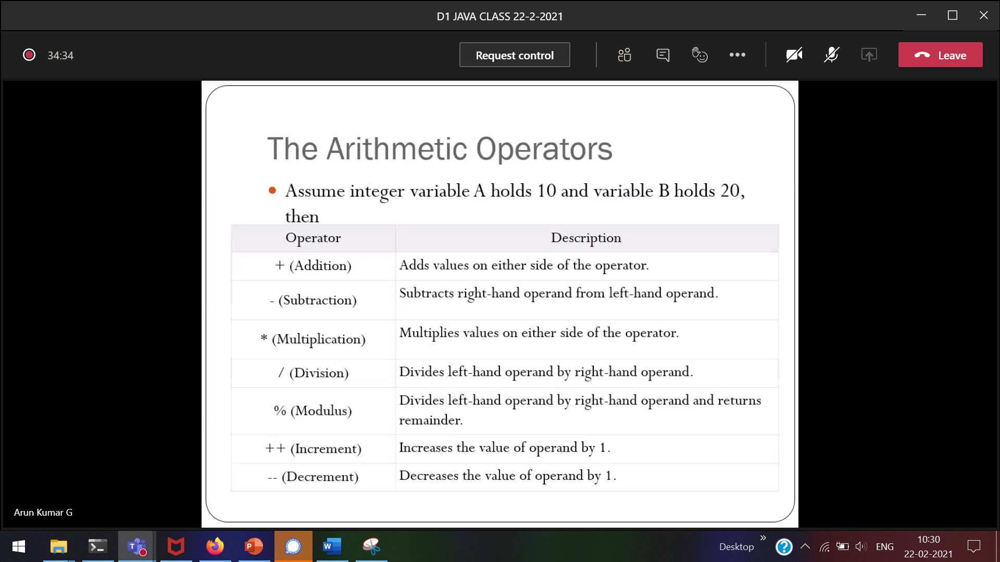 D1 JAVA CLASS 22-2-2021
34:34
Request control
Leave
The Arithmetic Operators
Assume integer variable A holds 10 and variable B holds 20,
then
Operator
Description
+ (Addition)
Adds values on either side of the operator.
- (Subtraction)
Subtracts right-hand operand from left-hand operand.
* (Multiplication)
Multiplies values on either side of the operator.
/ (Division)
Divides left-hand operand by right-hand operand.
% (Modulus)
Divides left-hand operand by right-hand operand and returns
remainder.
++ (Increment)
Increases the value of operand by 1.
-- (Decrement)
Decreases the value of operand by 1.
Arun Kumar G
Desktop
ENG
10:30
22-02-2021